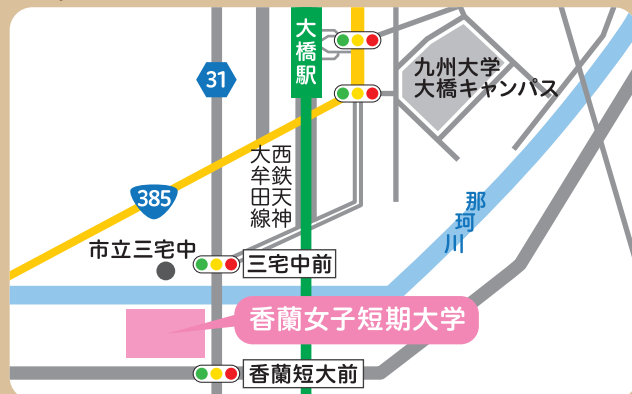 大橋駅
31
九州大学
大橋キャンパス
西鉄天神
大牟田線
385
那珂川
市立三宅中
三宅中前
香蘭女子短期大学
香蘭短大前